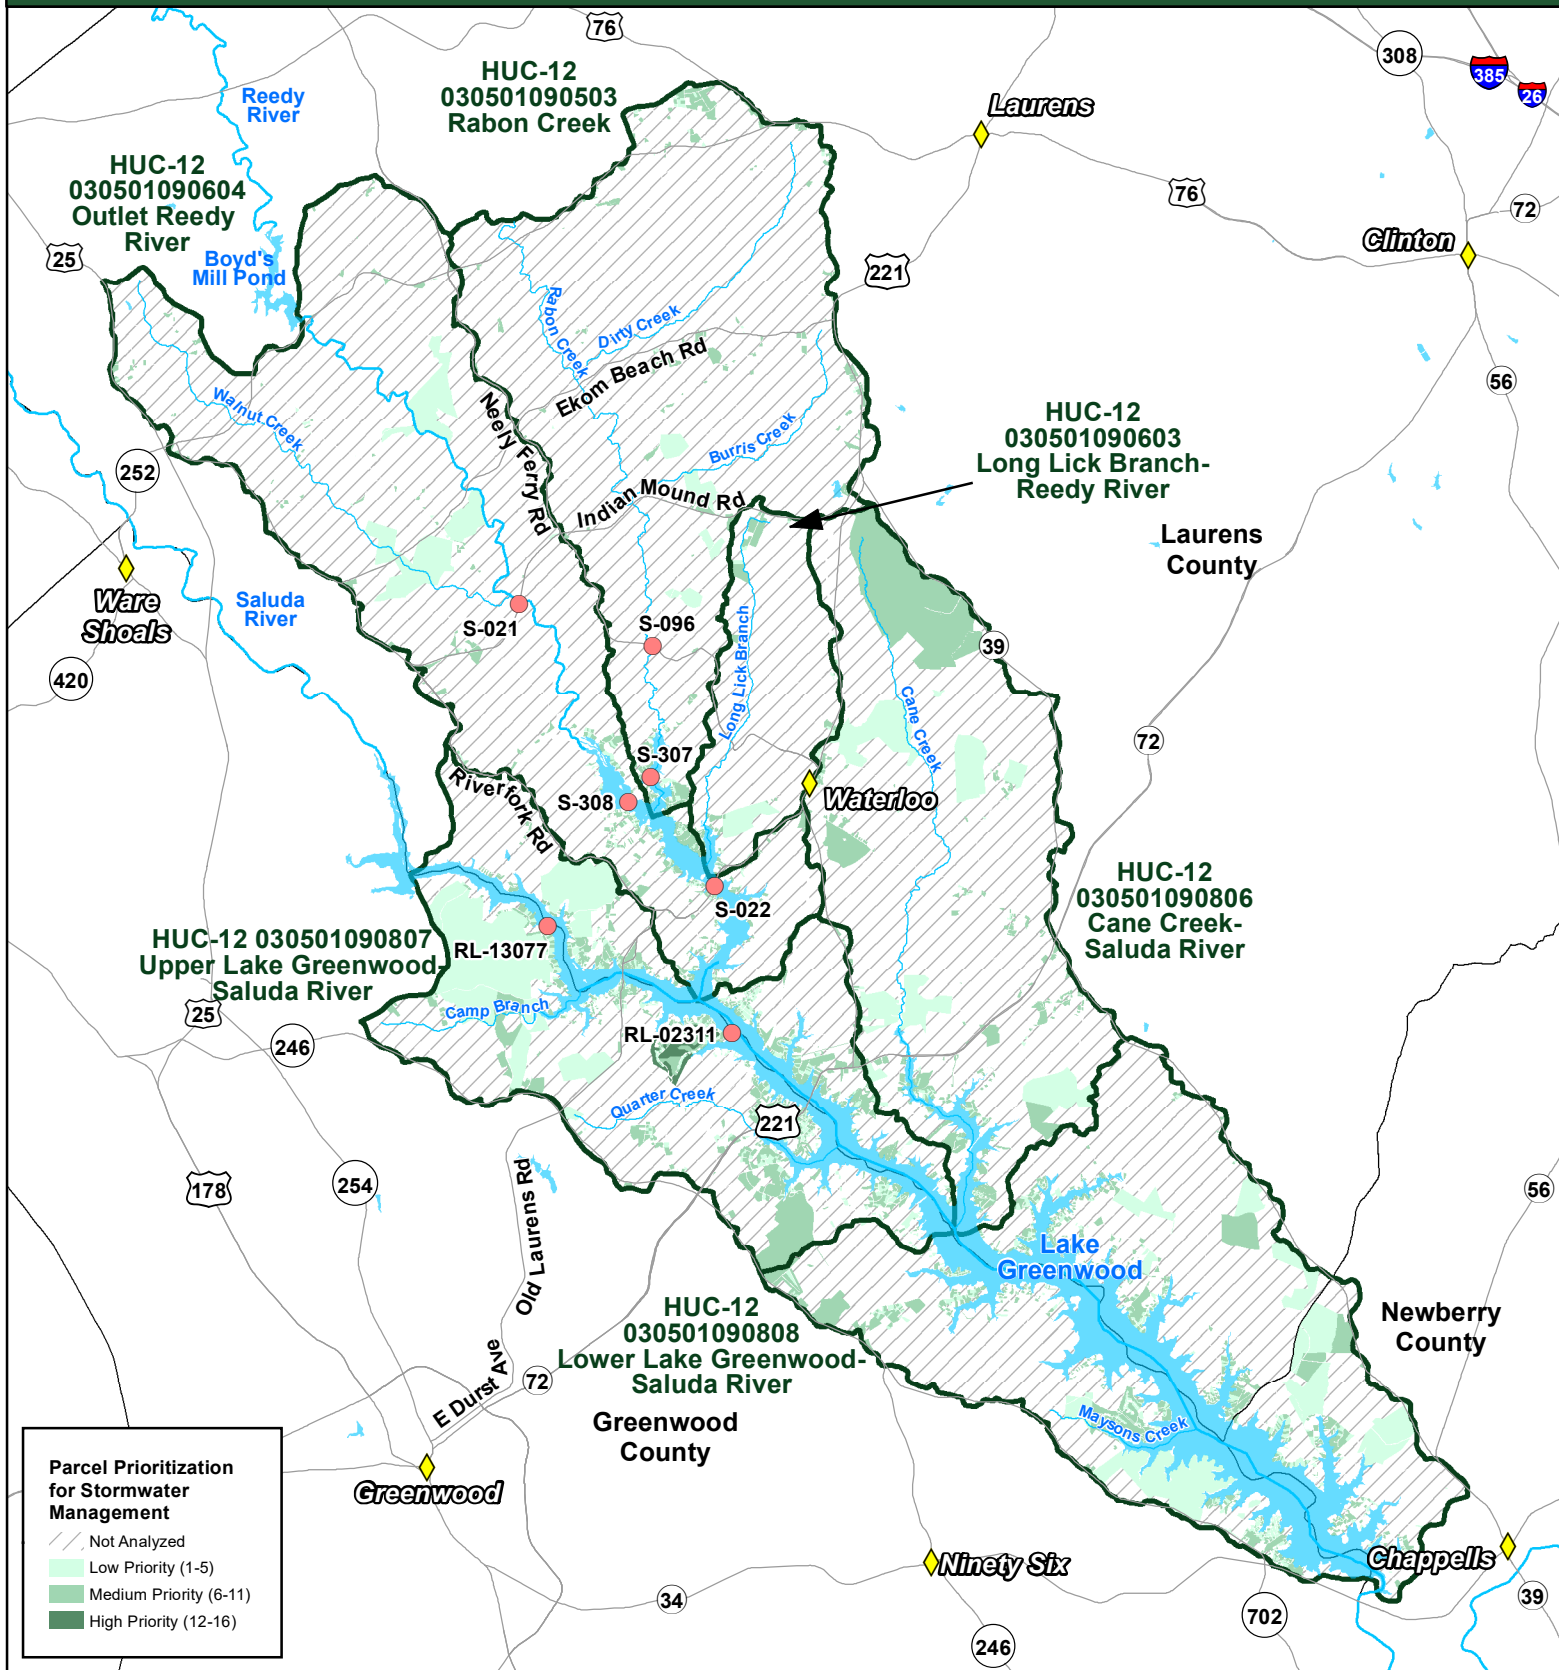 76
308
385
26
HUC-12
030501090503
Rabon Creek
Reedy
River
Laurens
HUC-12
030501090604
Outlet Reedy
River
76
72
Clinton
25
Boyd's
Mill Pond
221
Rabon Creek
Dirty Creek
Ekom Beach Rd
56
Walnut Creek
Neely Ferry Rd
Burris Creek
HUC-12
030501090603
Long Lick Branch-
Reedy River
252
Indian Mound Rd
Laurens
County
Ware
Shoals
Saluda
River
S-021
S-096
Long Lick Branch
39
420
Cane Creek
72
S-307
Riverfork Rd
S-308
Waterloo
HUC-12
030501090806
Cane Creek-
Saluda River
S-022
HUC-12 030501090807
Upper Lake Greenwood-
Saluda River
RL-13077
25
Camp Branch
246
RL-02311
Quarter Creek
221
178
254
Old Laurens Rd
56
Lake
Greenwood
HUC-12
030501090808
Lower Lake Greenwood-
Saluda River
Newberry
County
E Durst Ave
72
Greenwood
County
Maysons Creek
Parcel Prioritization
for Stormwater
Management
Not Analyzed
Low Priority (1-5)
Medium Priority (6-11)
High Priority (12-16)
Greenwood
Ninety Six
Chappells
34
702
39
246